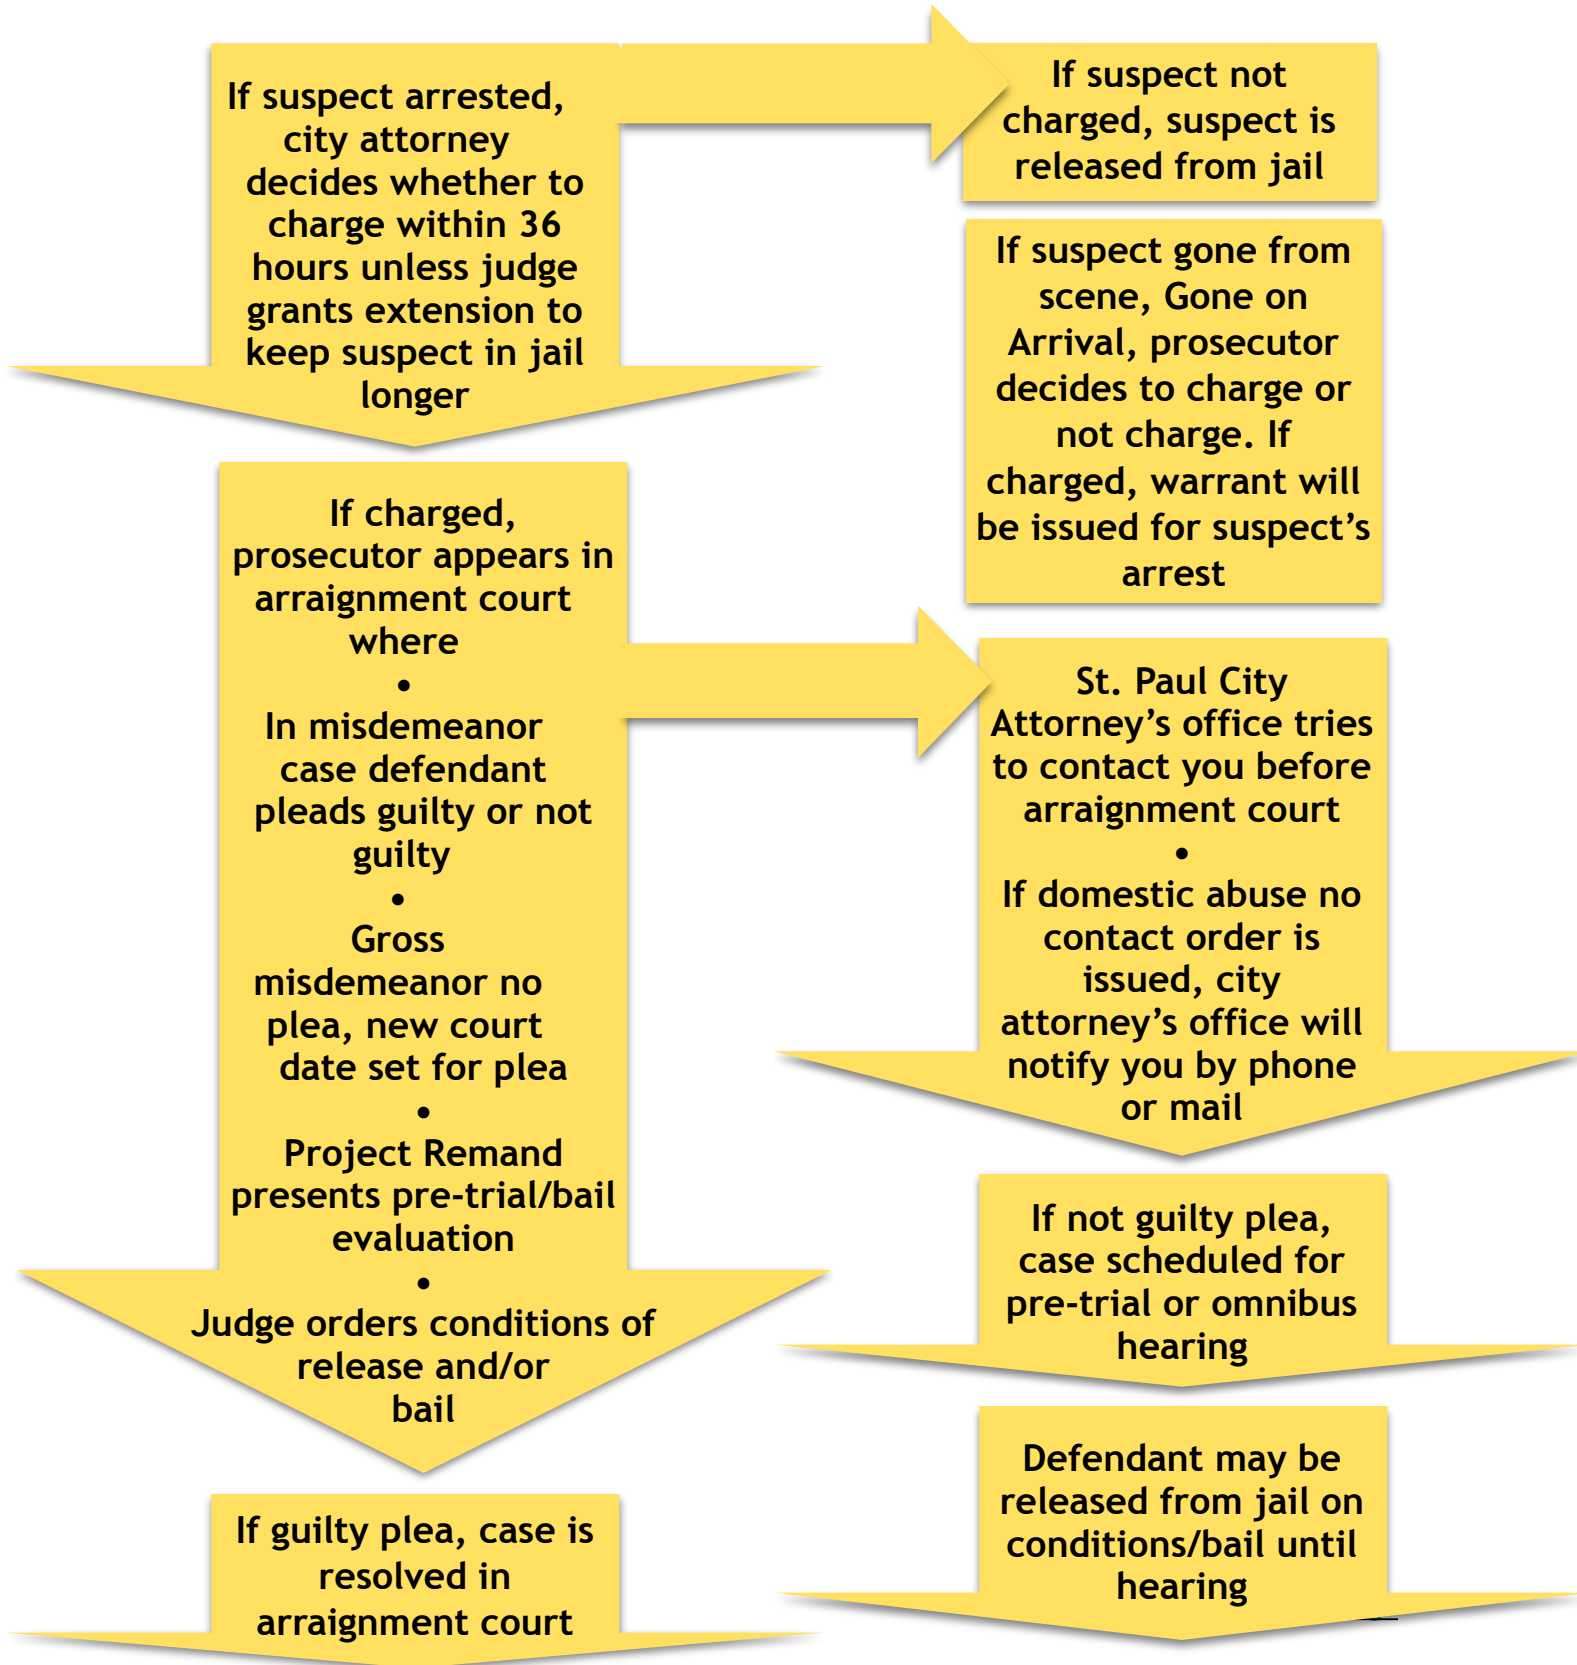 If suspect arrested,
city attorney
decides whether to
charge within 36
hours unless judge
grants extension to
keep suspect in jail
longer
If suspect not
charged, suspect is
released from jail
If suspect gone from
scene, Gone on
Arrival, prosecutor
decides to charge or
not charge. If
charged, warrant will
be issued for suspect’s
arrest
If charged,
prosecutor appears in
arraignment court
where
•
In misdemeanor
case defendant
pleads guilty or not
guilty
•
Gross
misdemeanor no
plea, new court
date set for plea
•
Project Remand
presents pre-trial/bail
evaluation
•
Judge orders conditions of
release and/or
bail
St. Paul City
Attorney’s office tries
to contact you before
arraignment court
•
If domestic abuse no
contact order is
issued, city
attorney’s office will
notify you by phone
or mail
If not guilty plea,
case scheduled for
pre-trial or omnibus
hearing
Defendant may be
released from jail on
conditions/bail until
hearing
If guilty plea, case is
resolved in
arraignment court